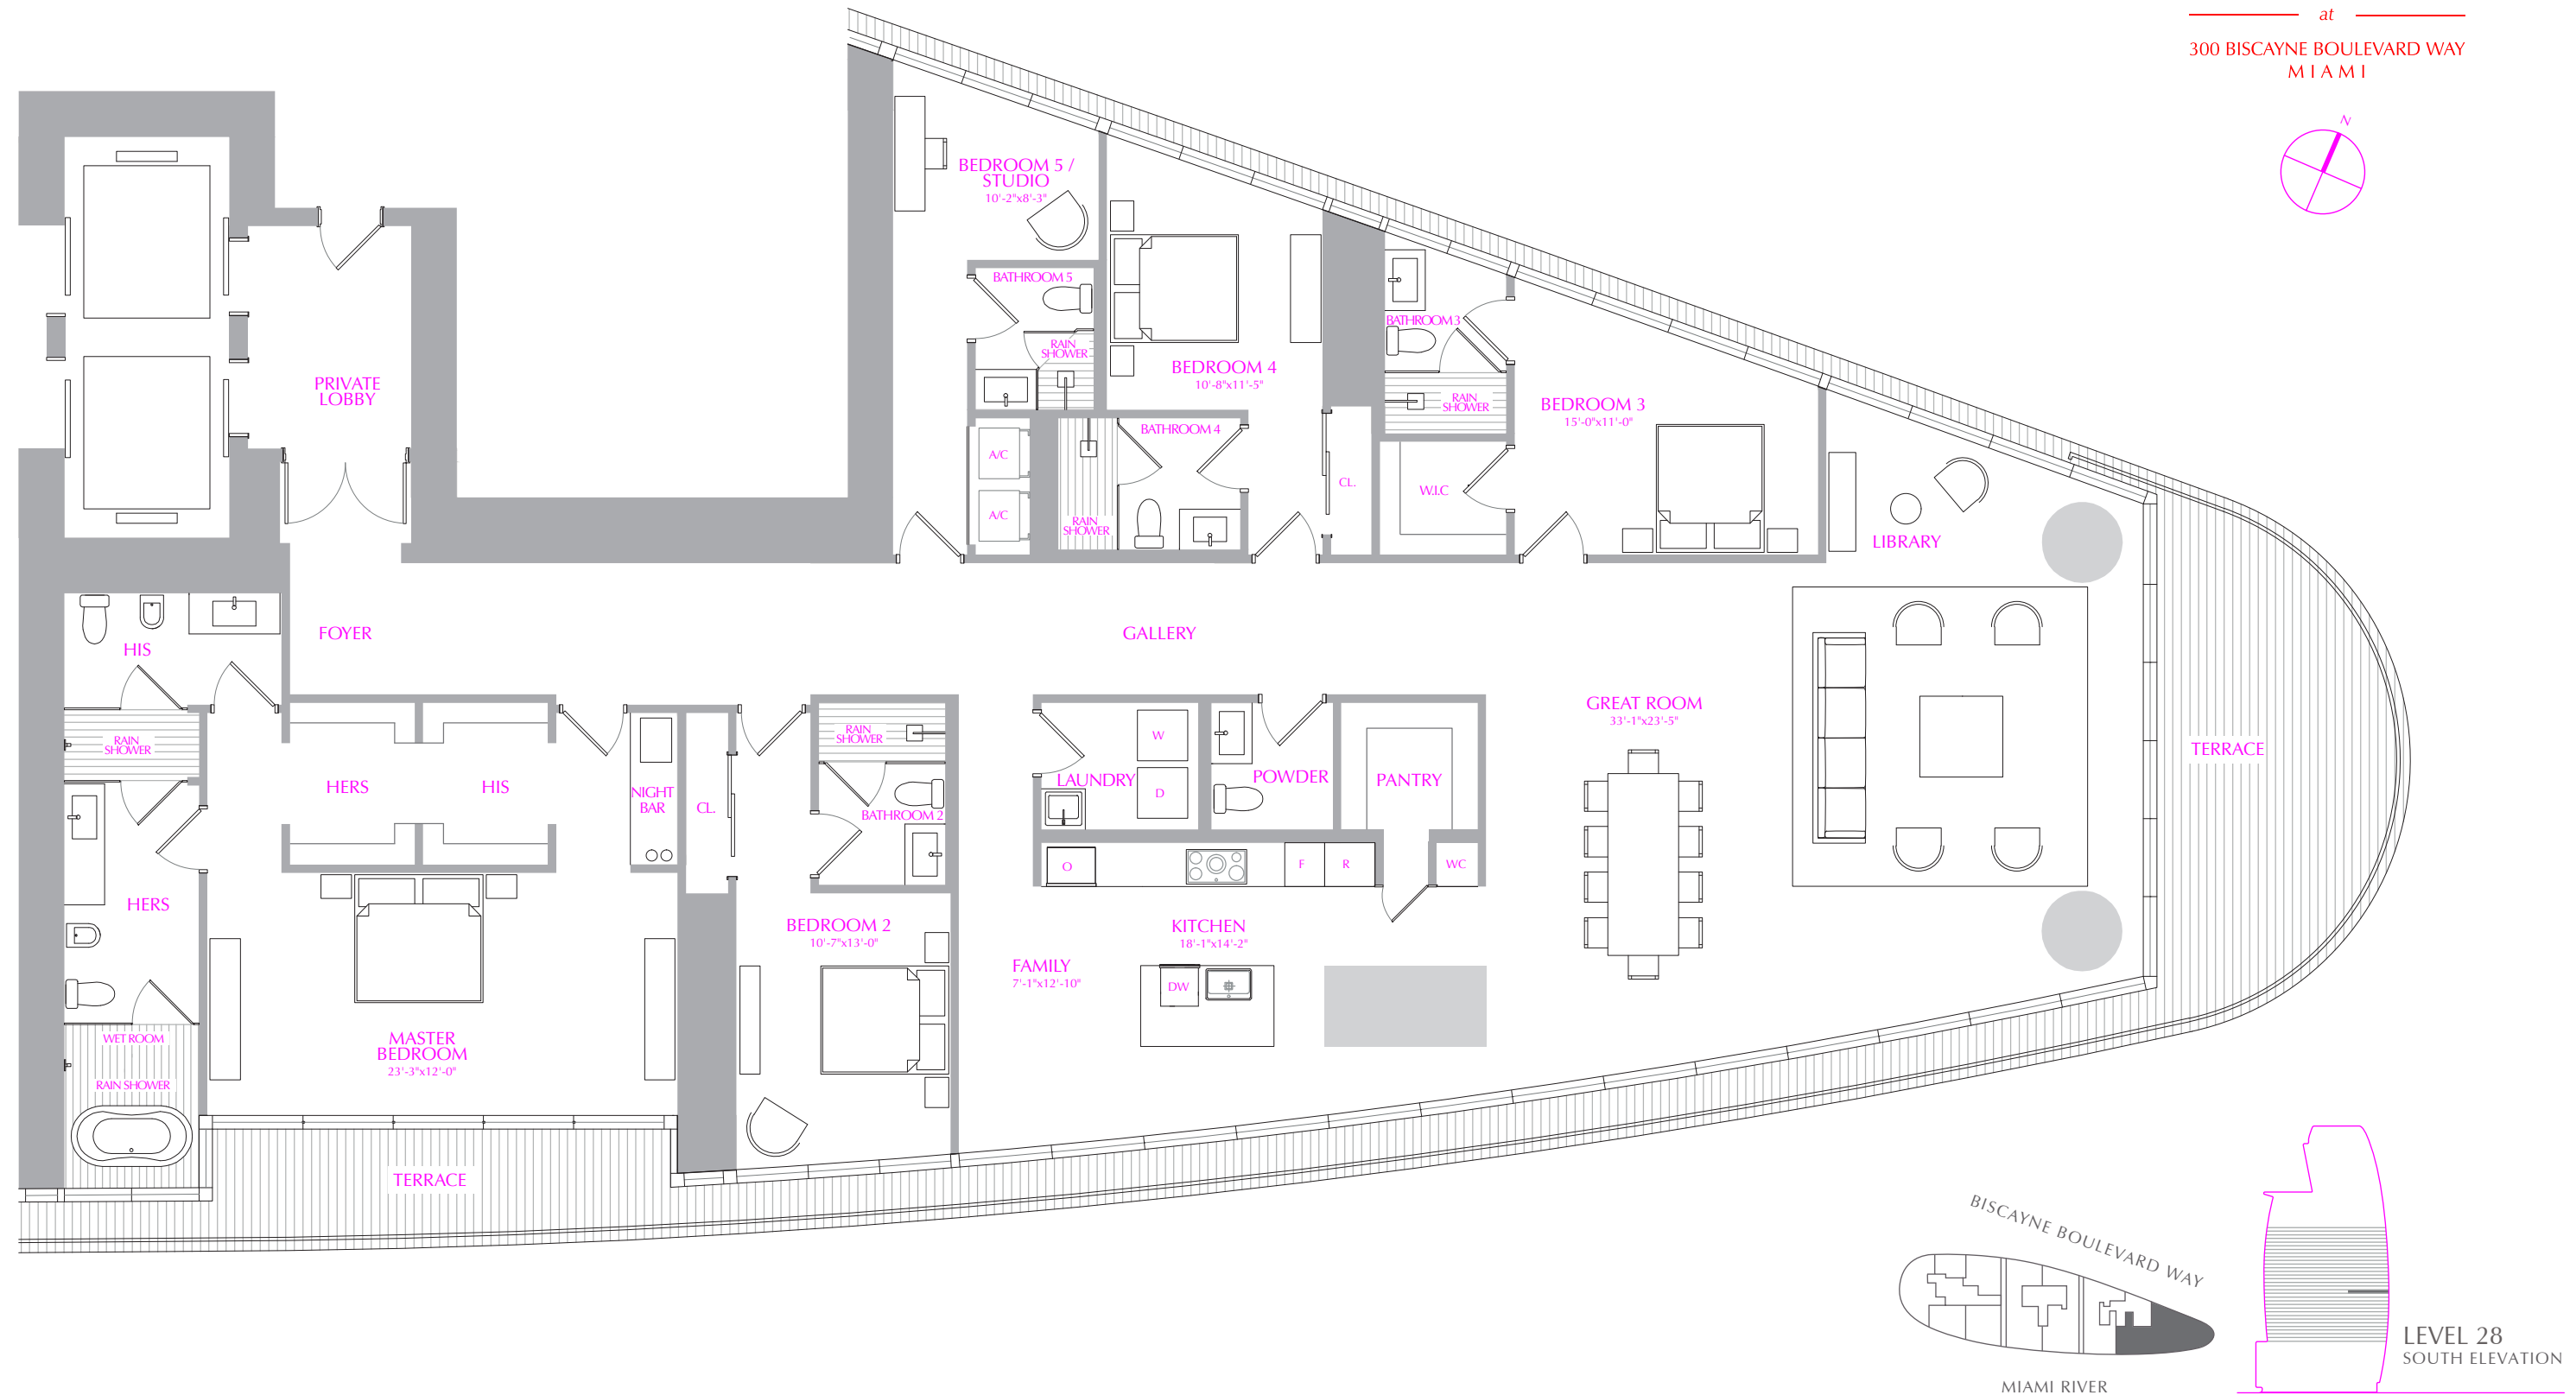 at
300 BISCAYNE BOULEVARD WAY
MIAMI
N
BEDROOM 5 /
STUDIO
10'-2"x8'-3"
BATHROOM 5
RAIN
SHOWER
BEDROOM 4
10'-8"x11'-5"
BATHROOM 3
RAIN
SHOWER
BEDROOM 3
15'-0"x11'-0"
PRIVATE
LOBBY
A/C
A/C
BATHROOM 4
RAIN
SHOWER
CL.
W.I.C
LIBRARY
HIS
FOYER
GALLERY
RAIN
SHOWER
HERS
HIS
NIGHT
BAR
CL.
RAIN
SHOWER
BATHROOM 2
LAUNDRY
W
D
POWDER
PANTRY
GREAT ROOM
33'-1"x23'-5"
TERRACE
O
F
R
WC
HERS
BEDROOM 2
10'-7"x13'-0"
KITCHEN
18'-1"x14'-2"
FAMILY
7'-1"x12'-10"
DW
WET ROOM
RAIN SHOWER
MASTER
BEDROOM
23'-3"x12'-0"
TERRACE
BISCAYNE BOULEVARD WAY
MIAMI RIVER
LEVEL 28
SOUTH ELEVATION